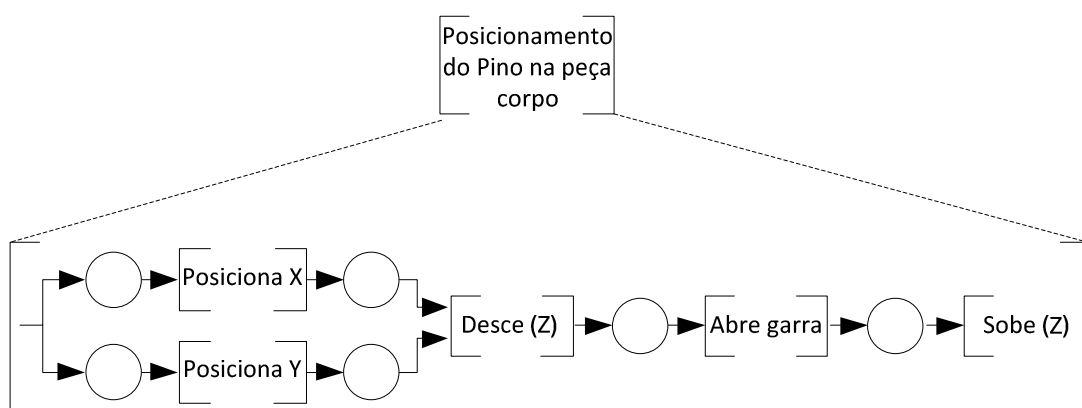 Posicionamento
do Pino na peça
corpo
Posiciona X
Desce (Z)
Abre garra
Sobe (Z)
Posiciona Y